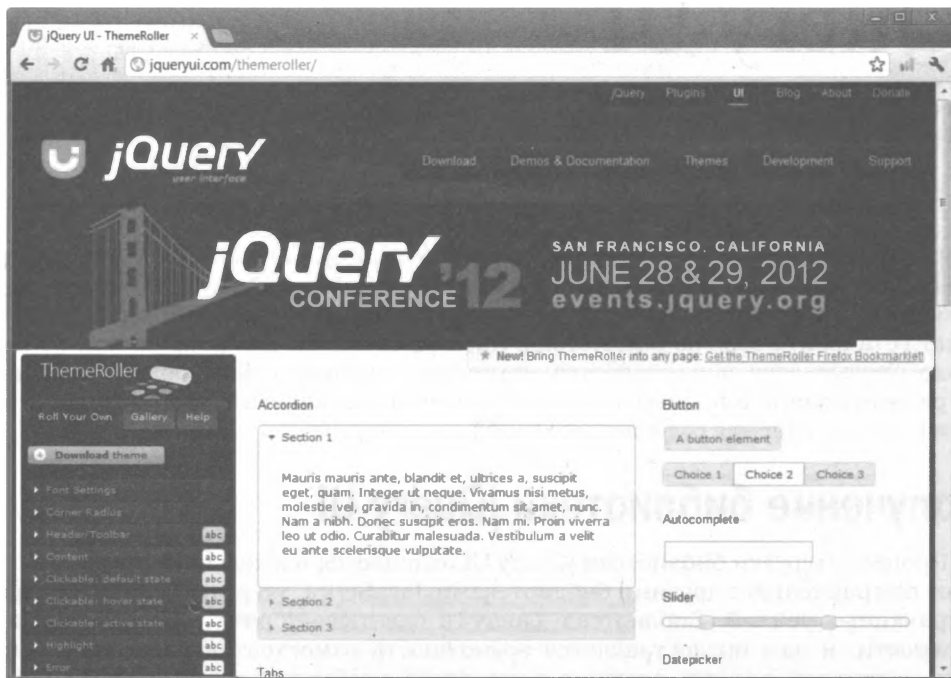 jQuery UI - ThemeRoller
jqueryui.com/themeroller/
jQuery Plugins UI Blog About Donate
jQuery
user interface
Download Demos & Documentation Themes Development Support
jQuery
CONFERENCE '12
SAN FRANCISCO, CALIFORNIA
JUNE 28 & 29, 2012
events.jquery.org
New! Bring ThemeRoller into any page: Get the ThemeRoller Firefox Bookmarklet!
ThemeRoller
Roll Your Own Gallery Help
Download theme
Font Settings
Corner Radius
Header/Toolbar abc
Content abc
Clickable: default state abc
Clickable: hover state abc
Clickable: active state abc
Highlight abc
Error abc
Accordion
Section 1
Mauris mauris ante, blandit et, ultrices a, suscipit
eget, quam. Integer ut neque. Vivamus nisi metus,
molestie vel, gravida in, condimentum sit amet, nunc.
Nam a nibh. Donec suscipit eros. Nam mi. Proin viverra
leo ut odio. Curabitur malesuada. Vestibulum a velit
eu ante scelerisque vulputate.
Section 2
Section 3
Tabs
Button
A button element
Choice 1 Choice 2 Choice 3
Autocomplete
Slider
Datepicker